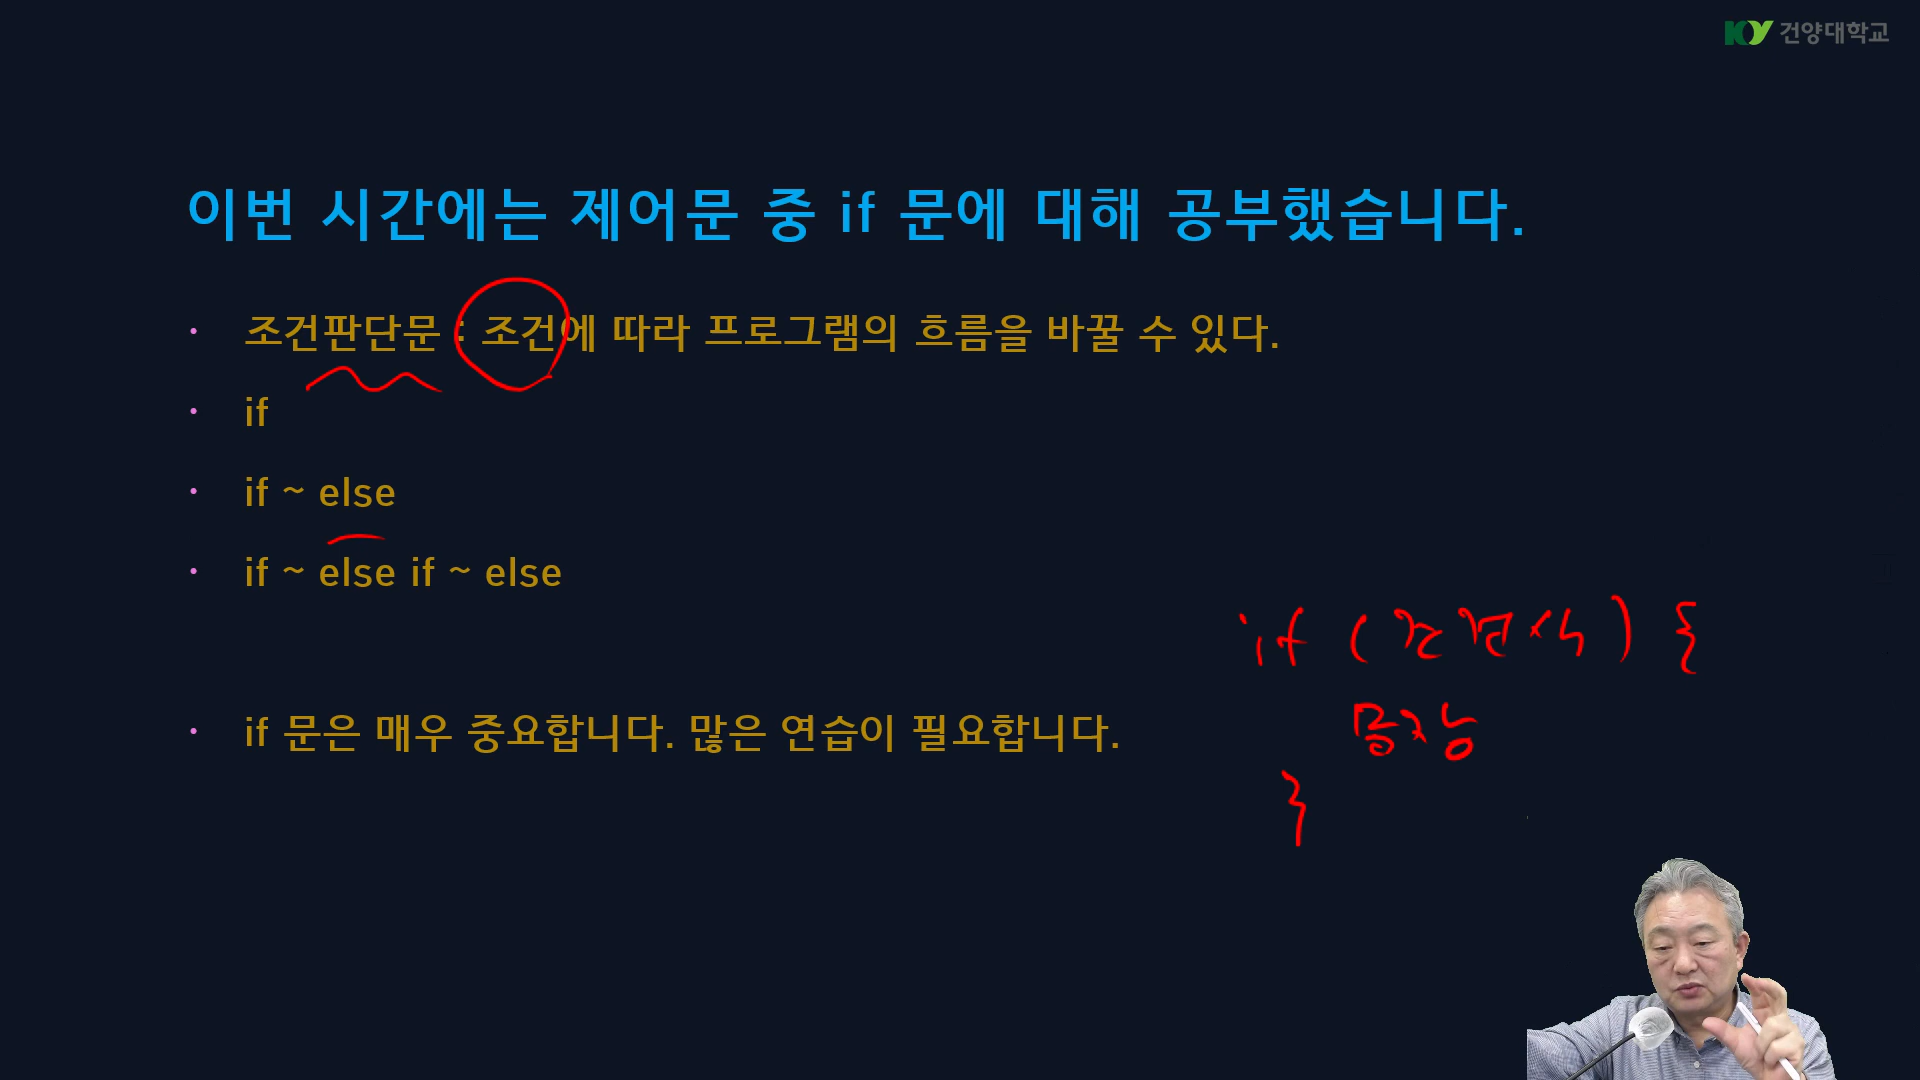 KY 건양대학교
이번 시간에는 제어문 중 if 문에 대해 공부했습니다.
· 조건판단문 : 조건에 따라 프로그램의 흐름을 바꿀 수 있다.
· if
· if ~ else
· if ~ else if ~ else
if (조건식) {
문장
}
· if 문은 매우 중요합니다. 많은 연습이 필요합니다.